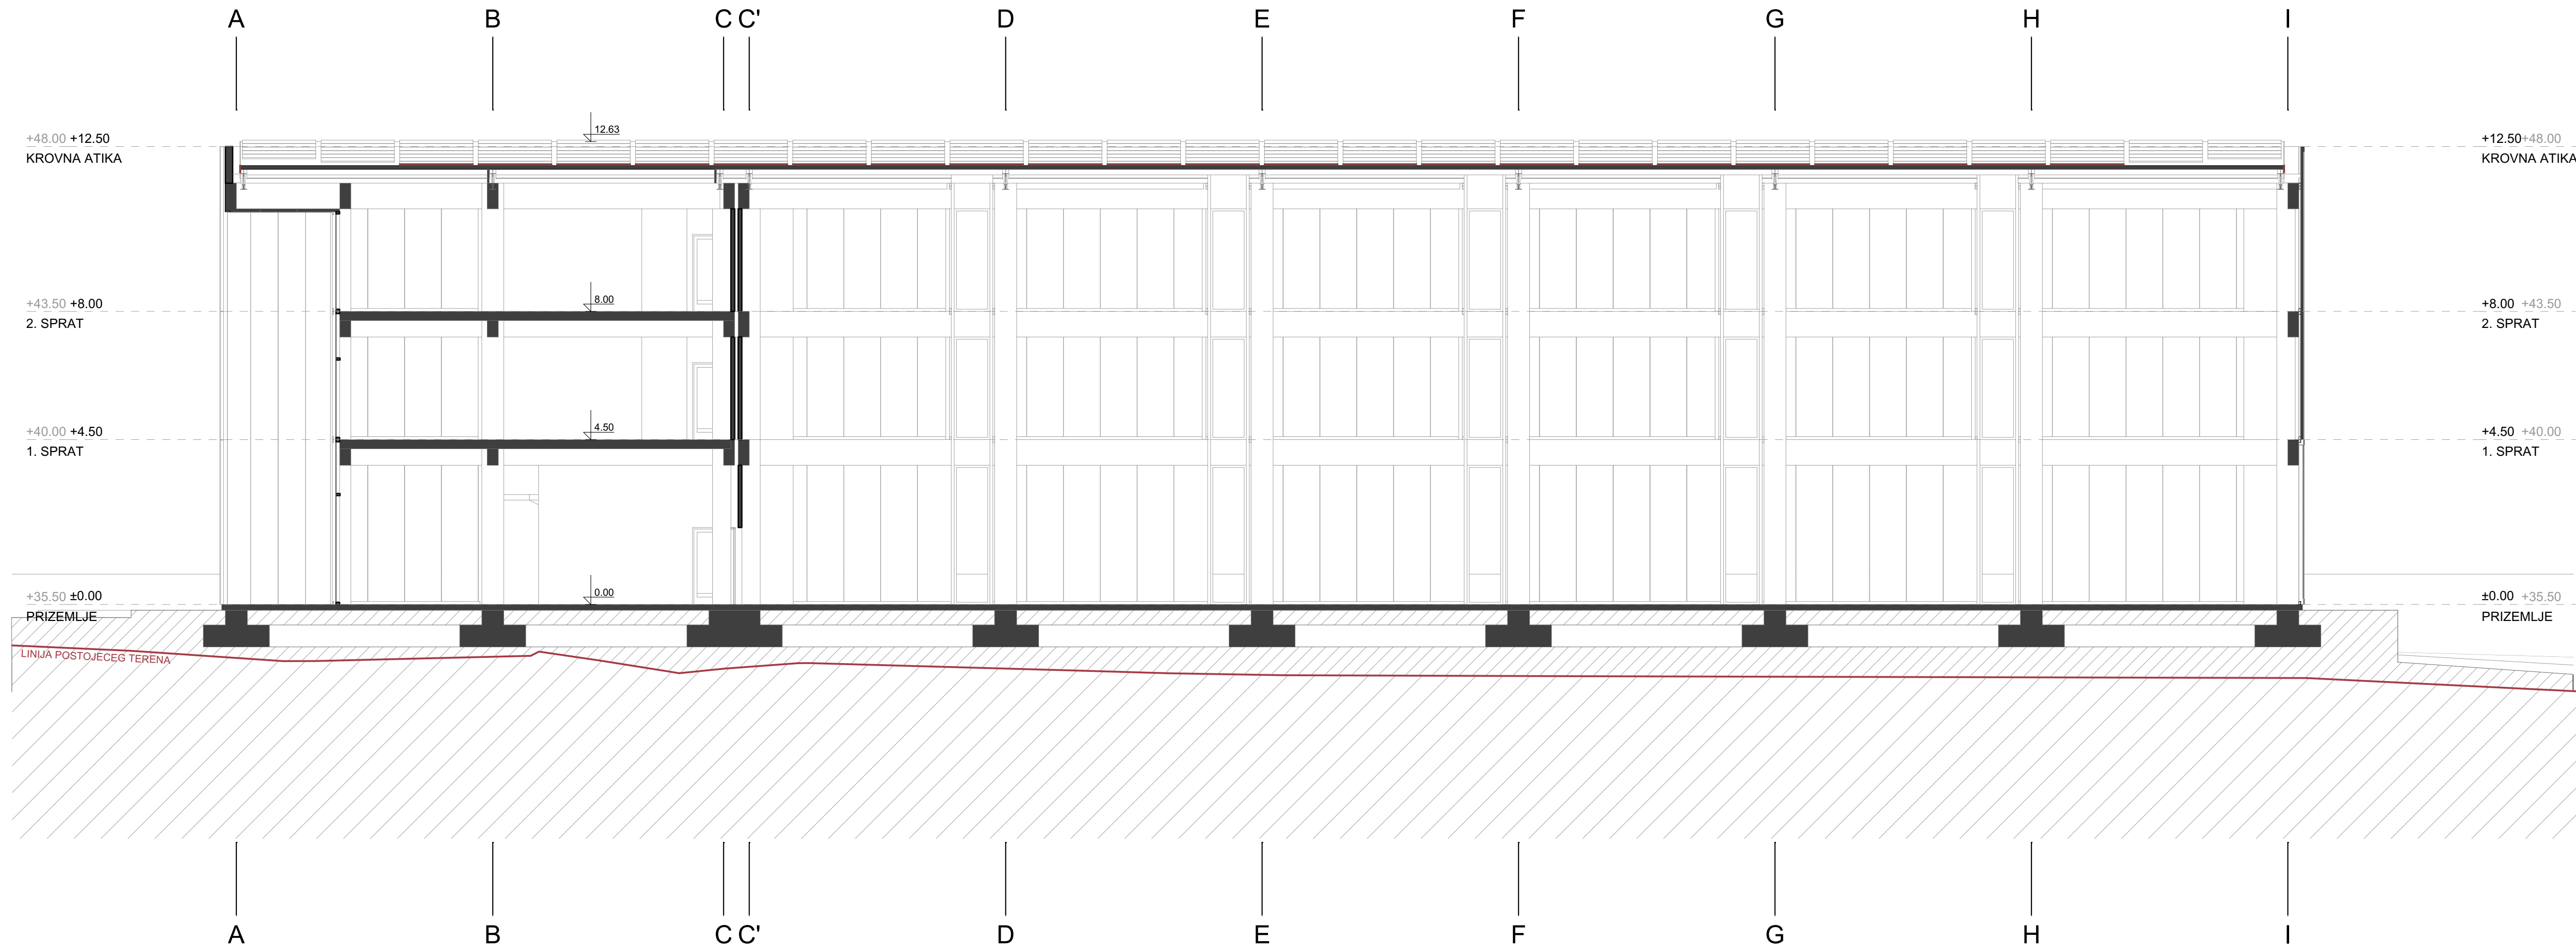 A B C C' D E F G H I
12.63
+48.00 +12.50
KROVNA ATIKA
+12.50 +48.00
KROVNA ATIKA
+43.50 +8.00
2. SPRAT
8.00
+8.00 +43.50
2. SPRAT
+40.00 +4.50
1. SPRAT
4.50
+4.50 +40.00
1. SPRAT
+35.50 ±0.00
PRIZEMLJE
0.00
±0.00 +35.50
PRIZEMLJE
LINIJA POSTOJEĆEG TERENA
A B C C' D E F G H I